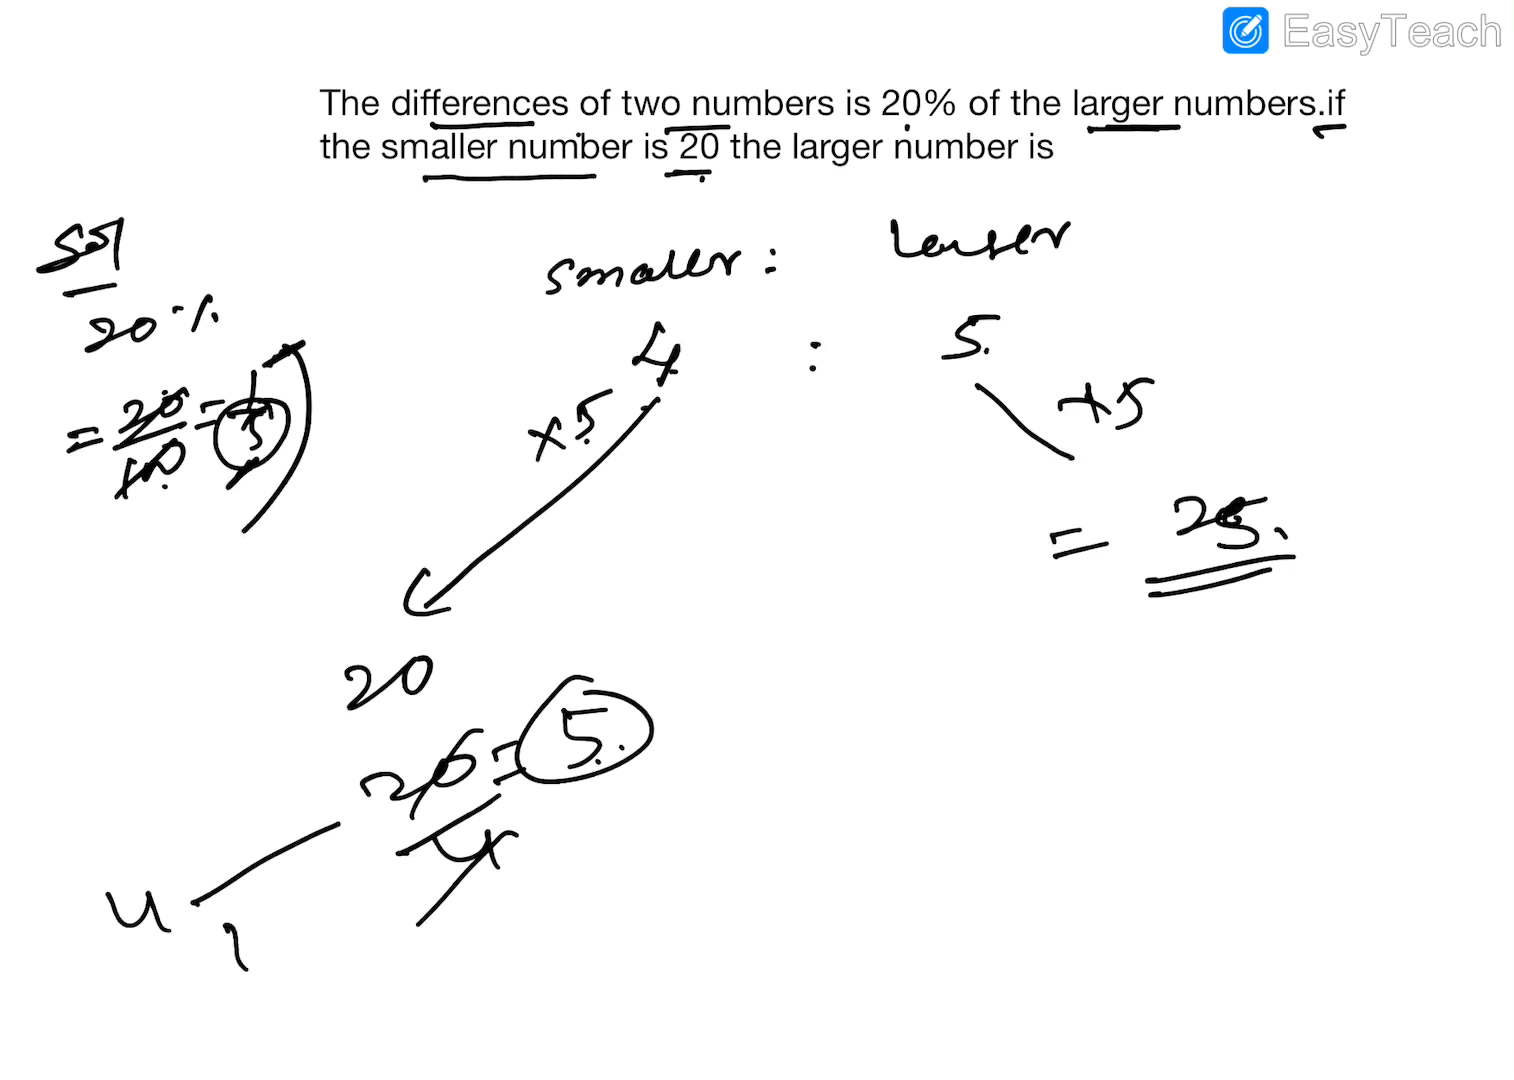 EasyTeach
The differences of two numbers is 20% of the larger numbers.if
the smaller number is 20 the larger number is
Sol
smaller : larger
20%
4 : 5.
= 20/100 = 1/5
×5 ×5
= 25.
20
20/4 = 5.
4
1